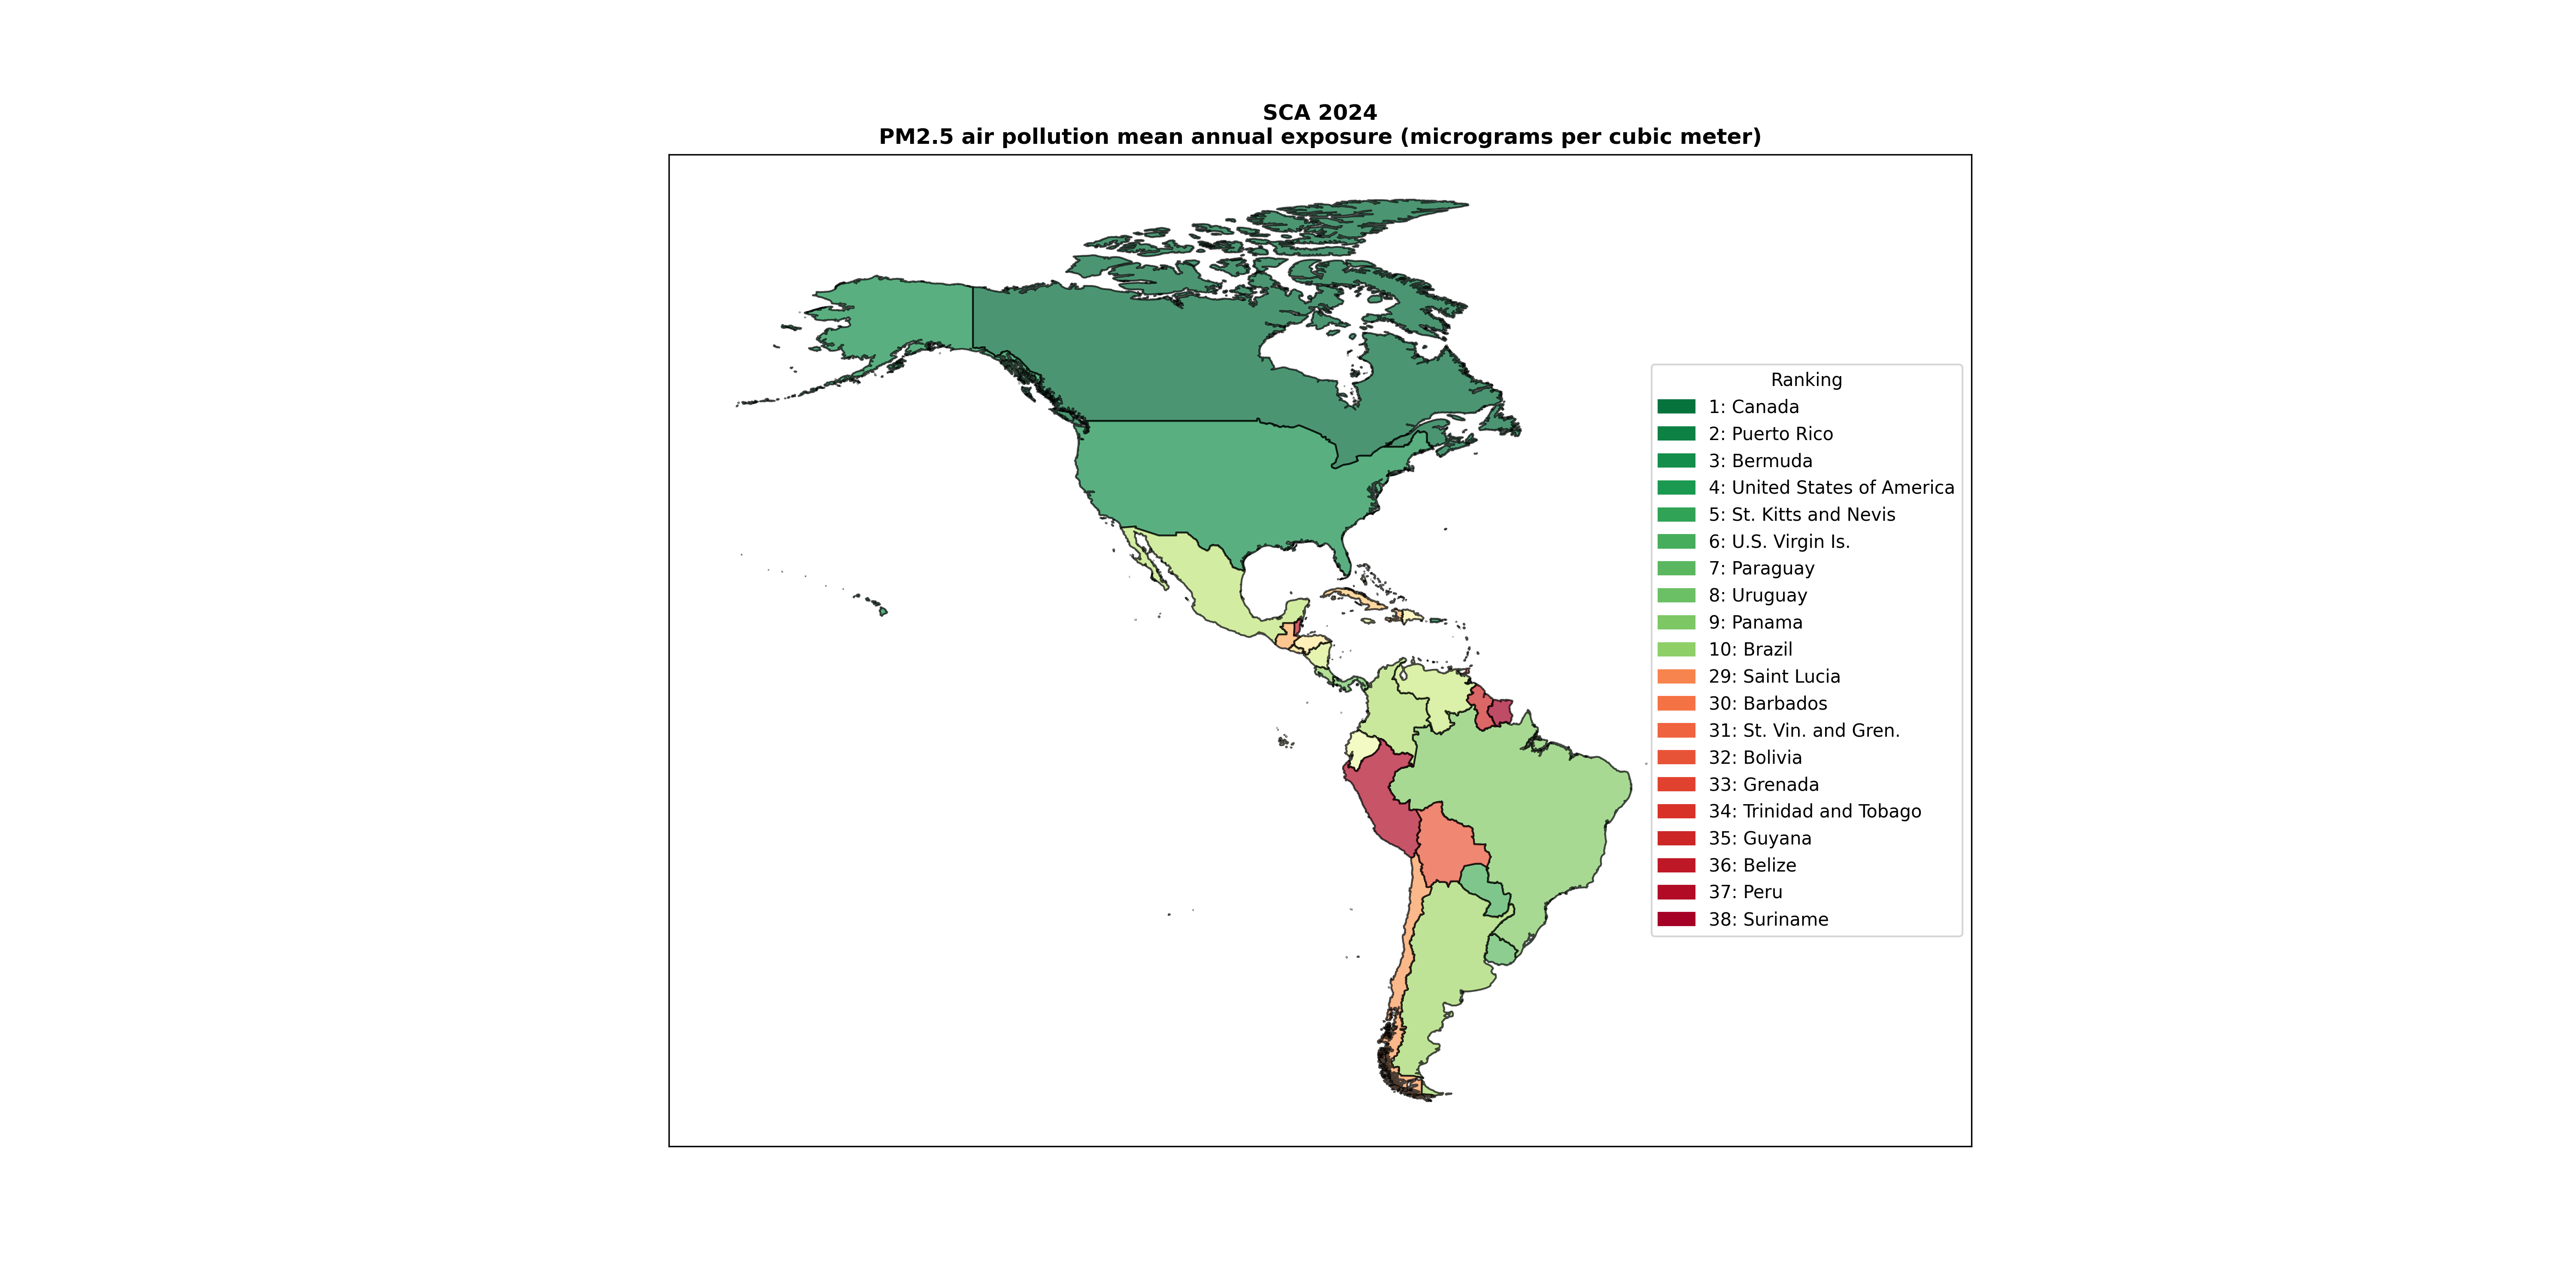 SCA 2024
PM2.5 air pollution mean annual exposure (micrograms per cubic meter)
Ranking
1: Canada
2: Puerto Rico
3: Bermuda
4: United States of America
5: St. Kitts and Nevis
6: U.S. Virgin Is.
7: Paraguay
8: Uruguay
9: Panama
10: Brazil
29: Saint Lucia
30: Barbados
31: St. Vin. and Gren.
32: Bolivia
33: Grenada
34: Trinidad and Tobago
35: Guyana
36: Belize
37: Peru
38: Suriname